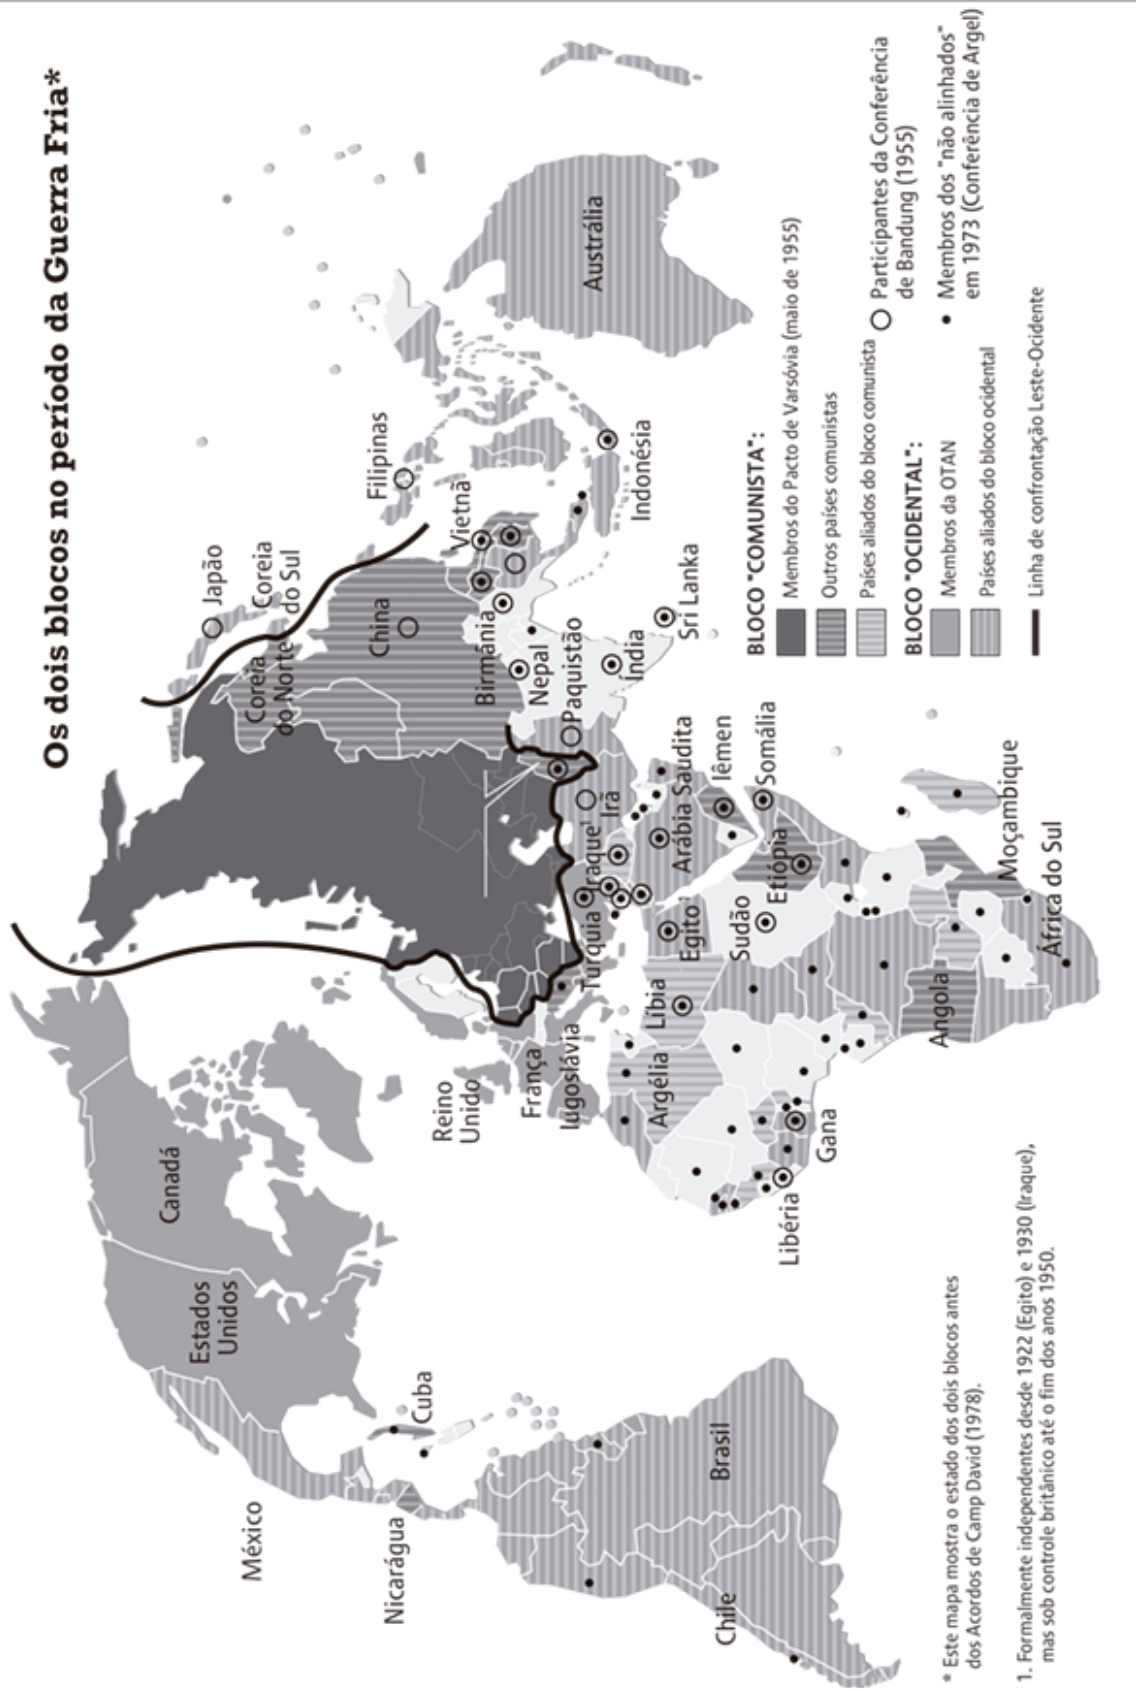 Os dois blocos no período da Guerra Fria*
Canadá
Estados
Unidos
México
Nicarágua
Cuba
Brasil
Chile
Reino
Unido
França
Iugoslávia
Turquia
Iraque¹
Irã
Argélia
Líbia
Egito
Arábia Saudita
Iêmen
Sudão
Etiópia
Somália
Libéria
Gana
Angola
Moçambique
África do Sul
Japão
Coreia
do Sul
Coreia
do Norte
China
Filipinas
Vietnã
Birmânia
Nepal
Paquistão
Índia
Sri Lanka
Indonésia
Austrália
BLOCO "COMUNISTA":
Membros do Pacto de Varsóvia (maio de 1955)
Outros países comunistas
Países aliados do bloco comunista
BLOCO "OCIDENTAL":
Membros da OTAN
Países aliados do bloco ocidental
Linha de confrontação Leste-Ocidente
Participantes da Conferência
de Bandung (1955)
Membros dos "não alinhados"
em 1973 (Conferência de Argel)
* Este mapa mostra o estado dos dois blocos antes
dos Acordos de Camp David (1978).
1. Formalmente independentes desde 1922 (Egito) e 1930 (Iraque),
mas sob controle britânico até o fim dos anos 1950.